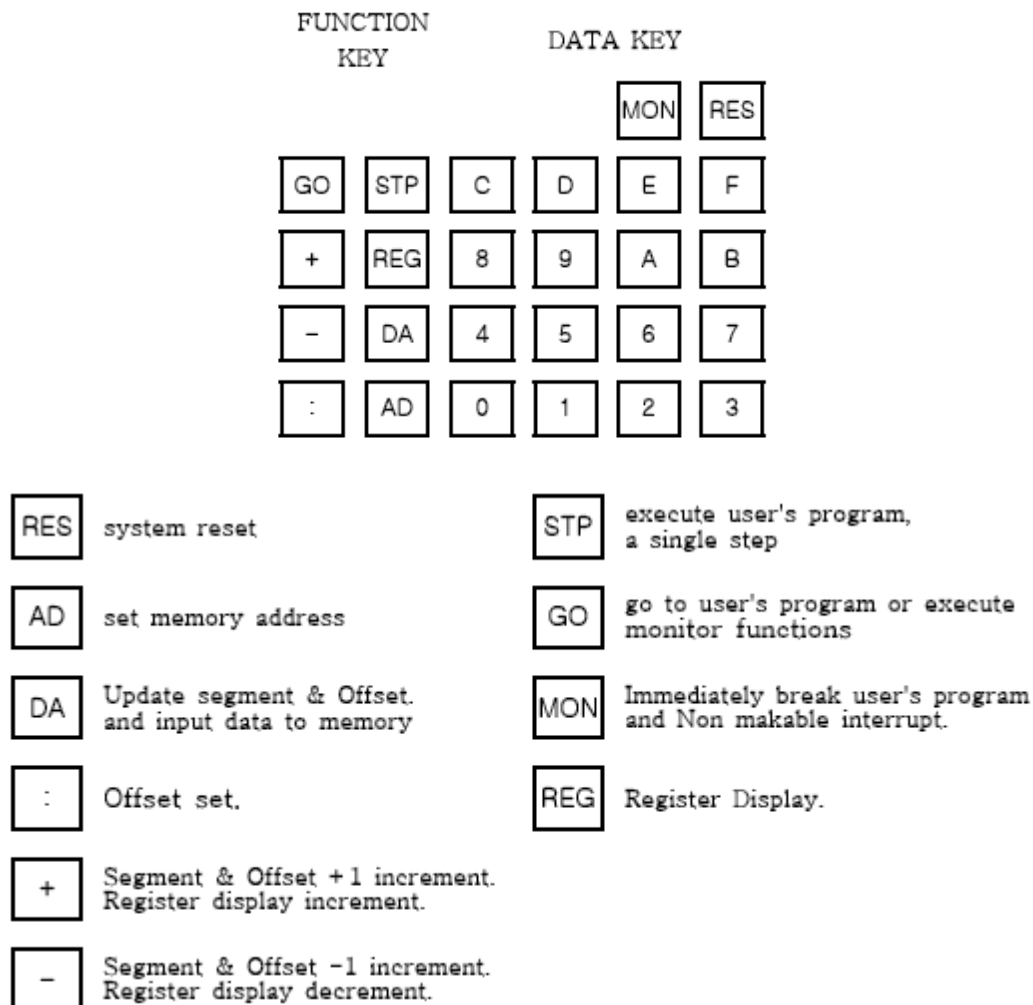 FUNCTION
KEY
DATA KEY
MON RES
GO STP C D E F
+ REG 8 9 A B
- DA 4 5 6 7
: AD 0 1 2 3
RES system reset
STP execute user's program,
a single step
AD set memory address
GO go to user's program or execute
monitor functions
DA Update segment & Offset.
and input data to memory
MON Immediately break user's program
and Non makable interrupt.
: Offset set.
REG Register Display.
+ Segment & Offset +1 increment.
Register display increment.
- Segment & Offset -1 increment.
Register display decrement.